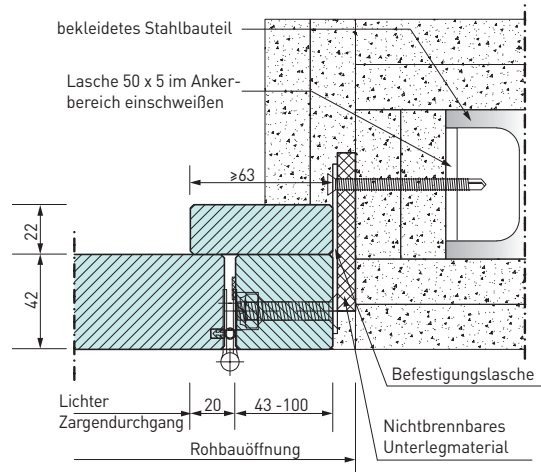 bekleidetes Stahlbauteil
Lasche 50 x 5 im Anker-
bereich einschweißen
≥63
22
42
Befestigungslasche
Lichter
Zargendurchgang
20
43 -100
Nichtbrennbares
Unterlegmaterial
Rohbauöffnung